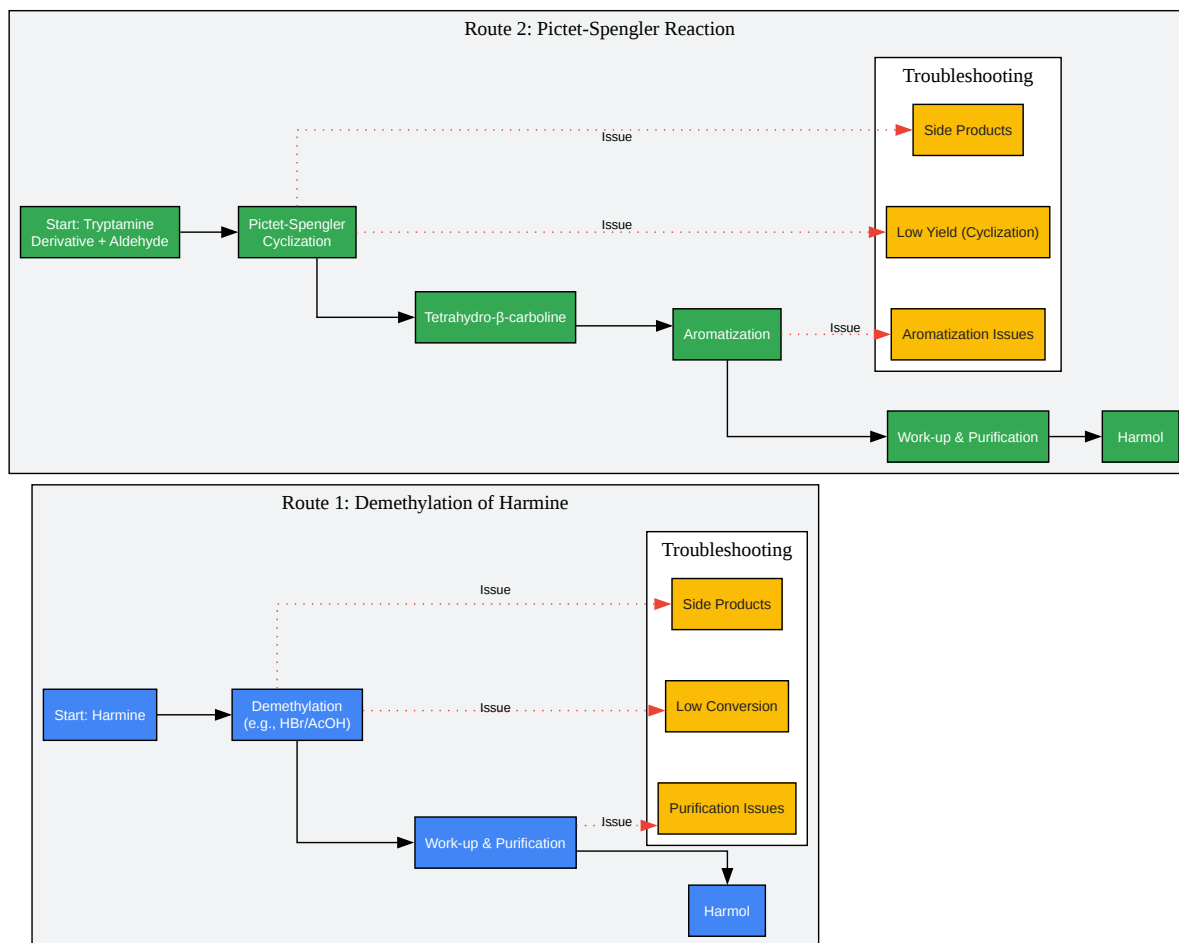 Route 2: Pictet-Spengler Reaction
Troubleshooting
Side Products
Issue
Start: Tryptamine
Derivative + Aldehyde
Pictet-Spengler
Cyclization
Issue
Low Yield (Cyclization)
Tetrahydro-β-carboline
Aromatization
Issue
Aromatization Issues
Work-up & Purification
Harmol
Route 1: Demethylation of Harmine
Troubleshooting
Issue
Side Products
Start: Harmine
Demethylation
(e.g., HBr/AcOH)
Issue
Low Conversion
Purification Issues
Issue
Work-up & Purification
Harmol